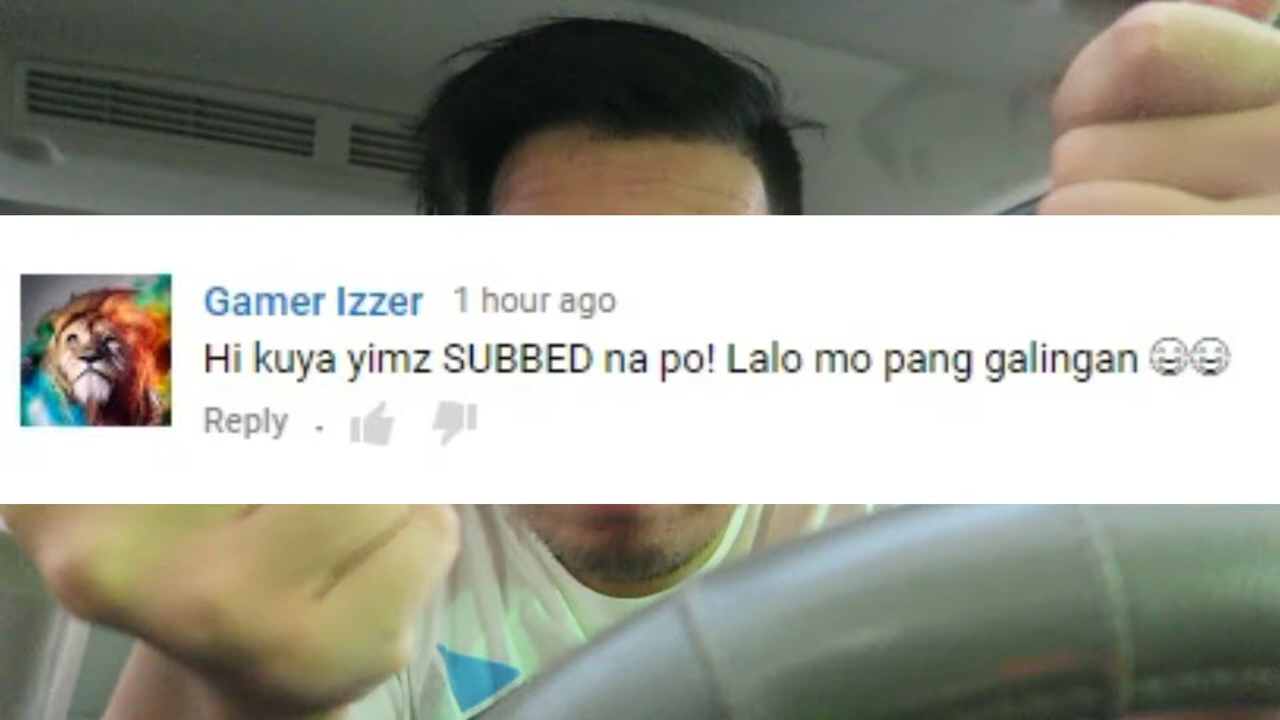 Gamer Izzer 1 hour ago
Hi kuya yimz SUBBED na po! Lalo mo pang galingan 😂😂
Reply .